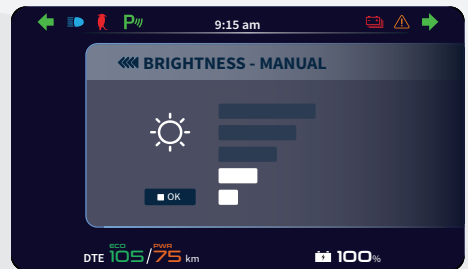 P
9:15 am
BRIGHTNESS - MANUAL
OK
ECO PWR
DTE 105/75 km
100%